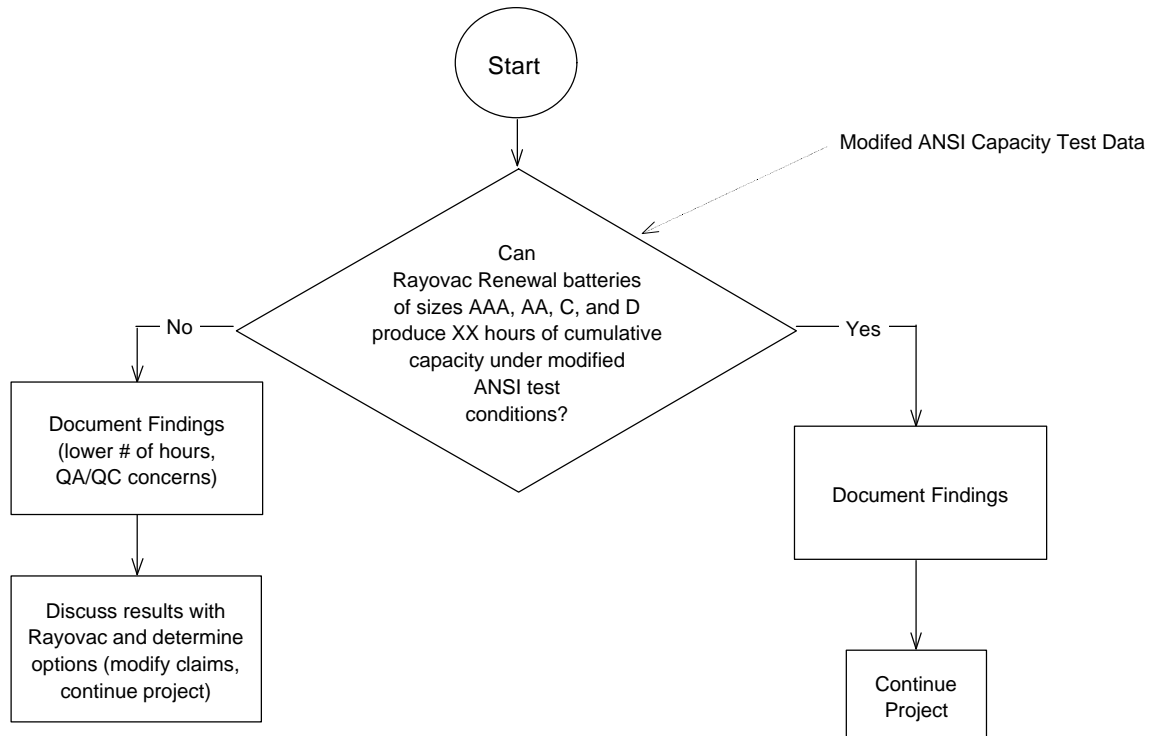 Start
Modifed ANSI Capacity Test Data
Can
Rayovac Renewal batteries
of sizes AAA, AA, C, and D
produce XX hours of cumulative
capacity under modified
ANSI test
conditions?
No
Yes
Document Findings
(lower # of hours,
QA/QC concerns)
Document Findings
Discuss results with
Rayovac and determine
options (modify claims,
continue project)
Continue
Project